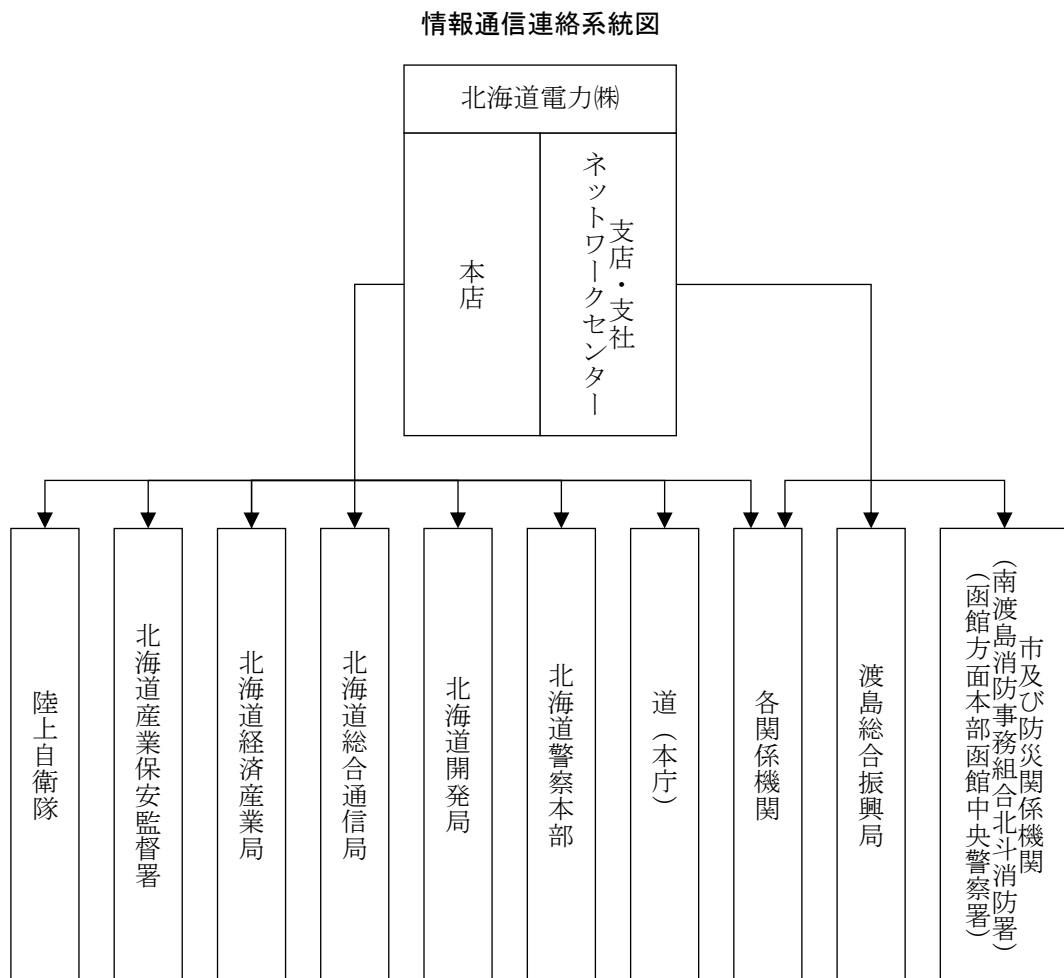 情報通信連絡系統図
北海道電力㈱
本店
支店・支社
ネットワークセンター
陸上自衛隊
北海道産業保安監督署
北海道経済産業局
北海道総合通信局
北海道開発局
北海道警察本部
道（本庁）
各関係機関
渡島総合振興局
市及び防災関係機関
（南渡島消防事務組合北斗消防署）
（函館方面本部函館中央警察署）